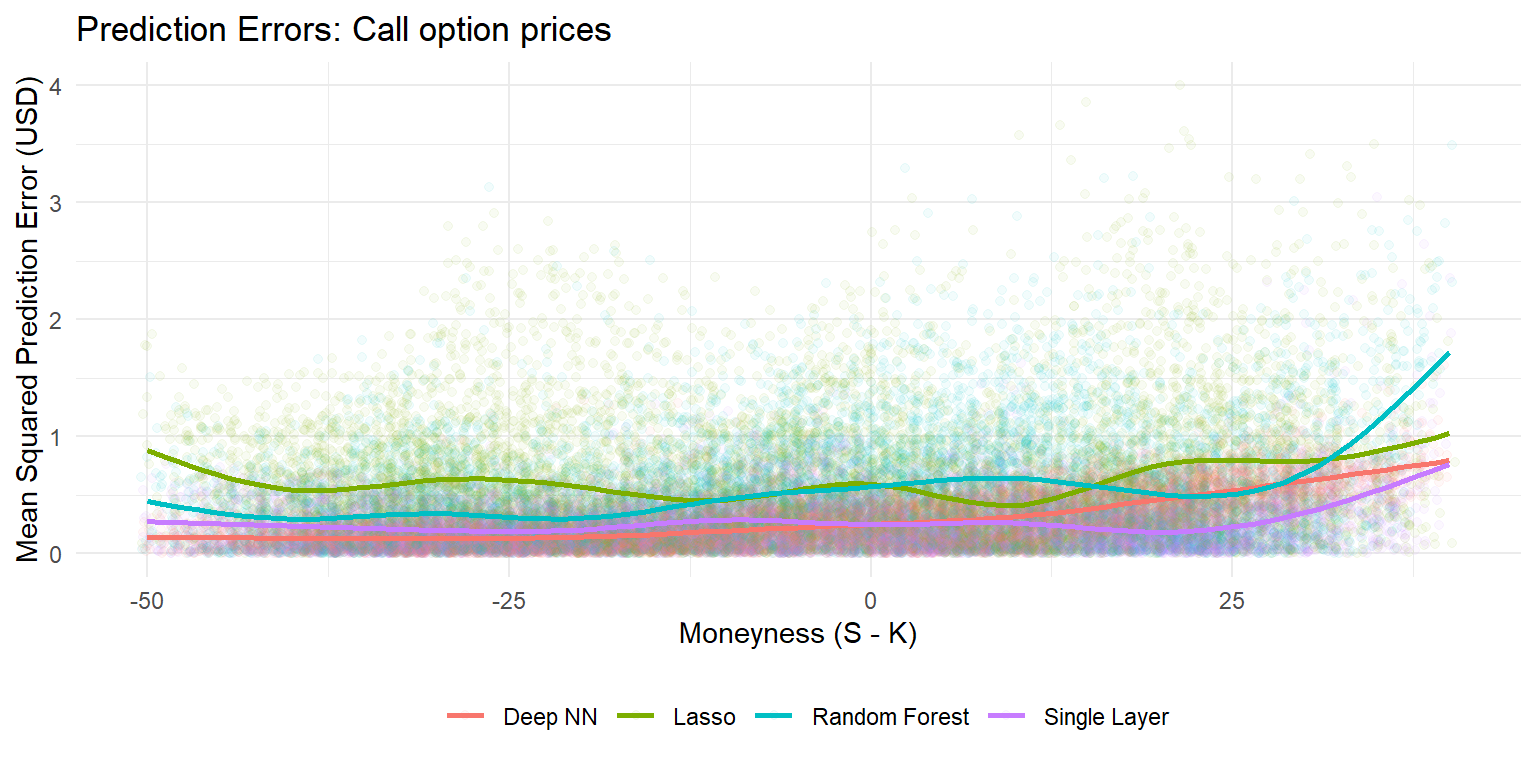 Prediction Errors: Call option prices
Mean Squared Prediction Error (USD)
4
3
2
1
0
-50
-25
0
25
Moneyness (S - K)
Deep NN
Lasso
Random Forest
Single Layer